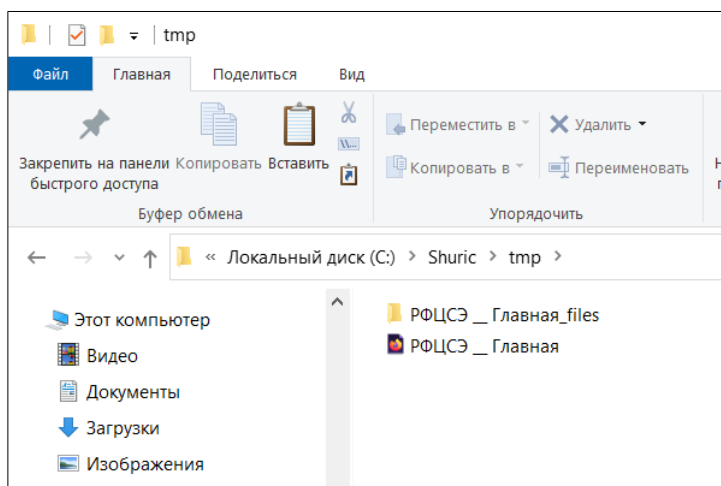 tmp
Файл Главная Поделиться Вид
Закрепить на панели быстрого доступа
Копировать
Вставить
Переместить в
Копировать в
Удалить
Переименовать
Буфер обмена
Упорядочить
« Локальный диск (C:) > Shuric > tmp >
Этот компьютер
Видео
Документы
Загрузки
Изображения
РФЦСЭ __ Главная_files
РФЦСЭ __ Главная